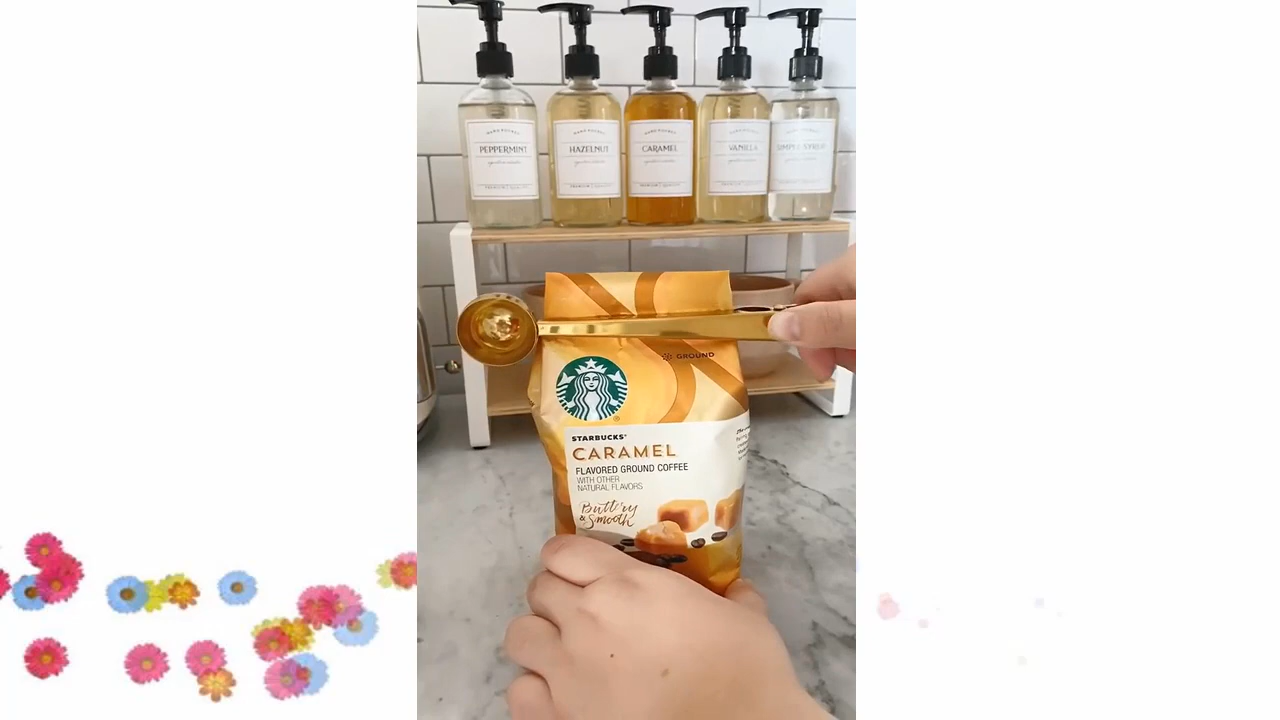 PEPPERMINT
HAZELNUT
CARAMEL
VANILLA
SIMPLE SYRUP
GROUND
STARBUCKS®
CARAMEL
FLAVORED GROUND COFFEE
WITH OTHER
NATURAL FLAVORS
Buttery
& Smooth